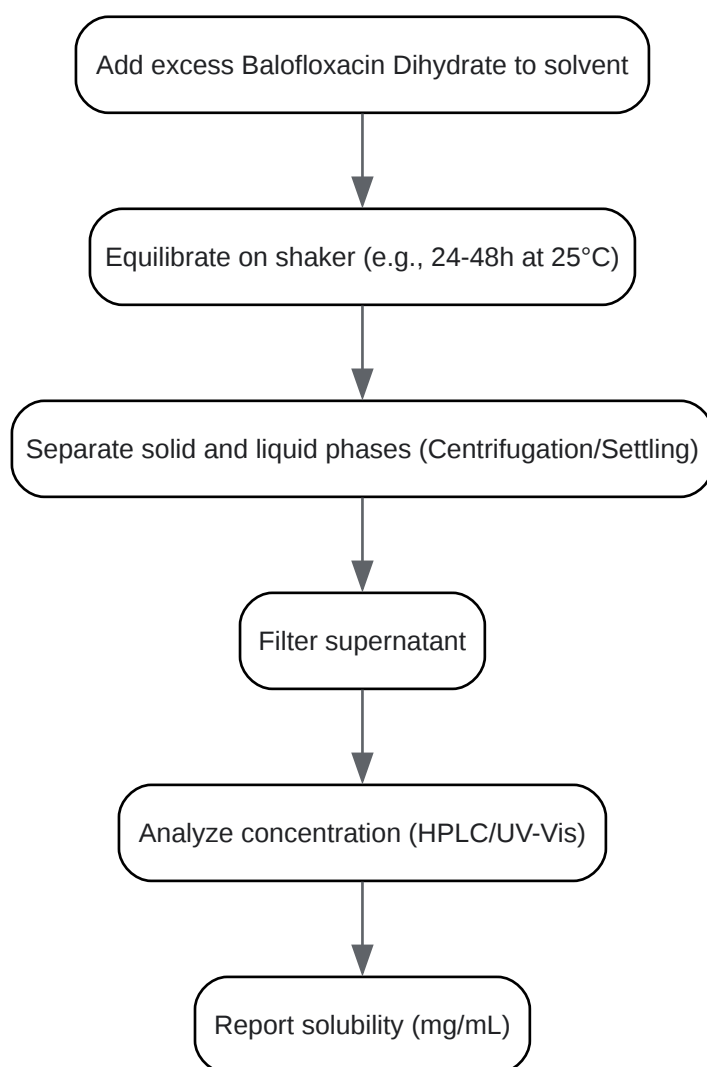 Add excess Balofloxacin Dihydrate to solvent
Equilibrate on shaker (e.g., 24-48h at 25°C)
Separate solid and liquid phases (Centrifugation/Settling)
Filter supernatant
Analyze concentration (HPLC/UV-Vis)
Report solubility (mg/mL)